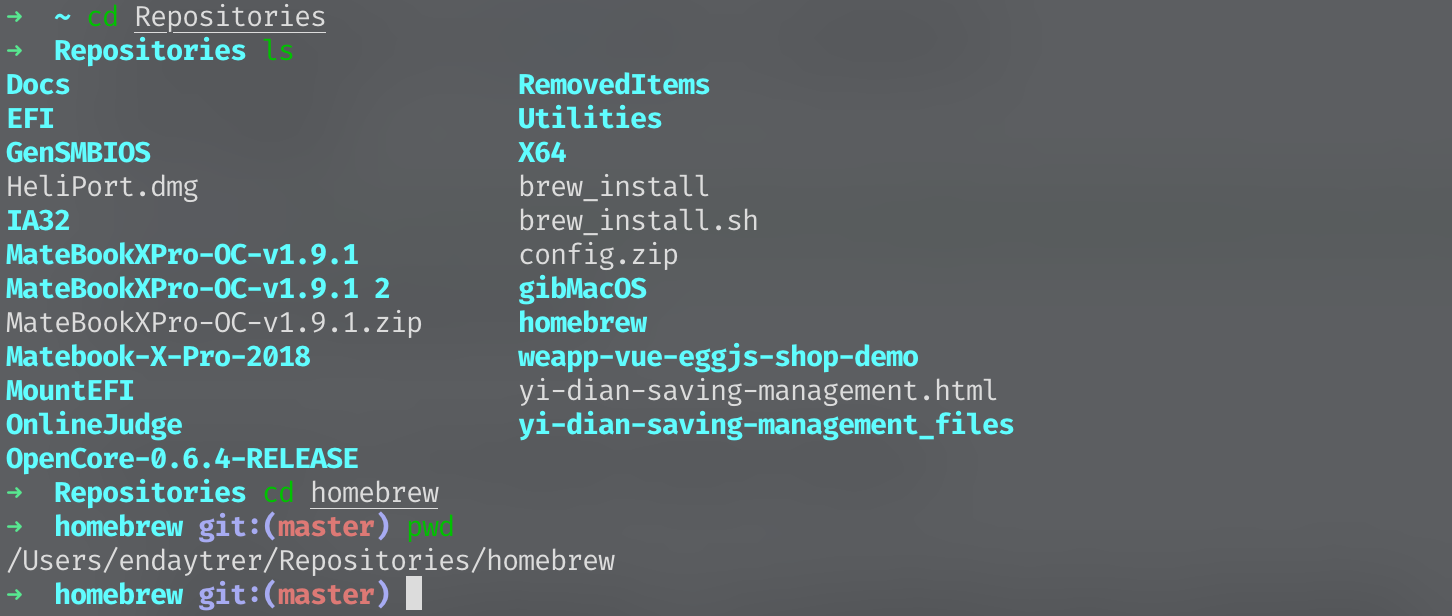 → ~ cd Repositories
→ Repositories ls
Docs RemovedItems
EFI Utilities
GenSMBIOS X64
HeliPort.dmg brew_install
IA32 brew_install.sh
MateBookXPro-OC-v1.9.1 config.zip
MateBookXPro-OC-v1.9.1 2 gibMacOS
MateBookXPro-OC-v1.9.1.zip homebrew
Matebook-X-Pro-2018 weapp-vue-eggjs-shop-demo
MountEFI yi-dian-saving-management.html
OnlineJudge yi-dian-saving-management_files
OpenCore-0.6.4-RELEASE
→ Repositories cd homebrew
→ homebrew git:(master) pwd
/Users/endaytrer/Repositories/homebrew
→ homebrew git:(master)